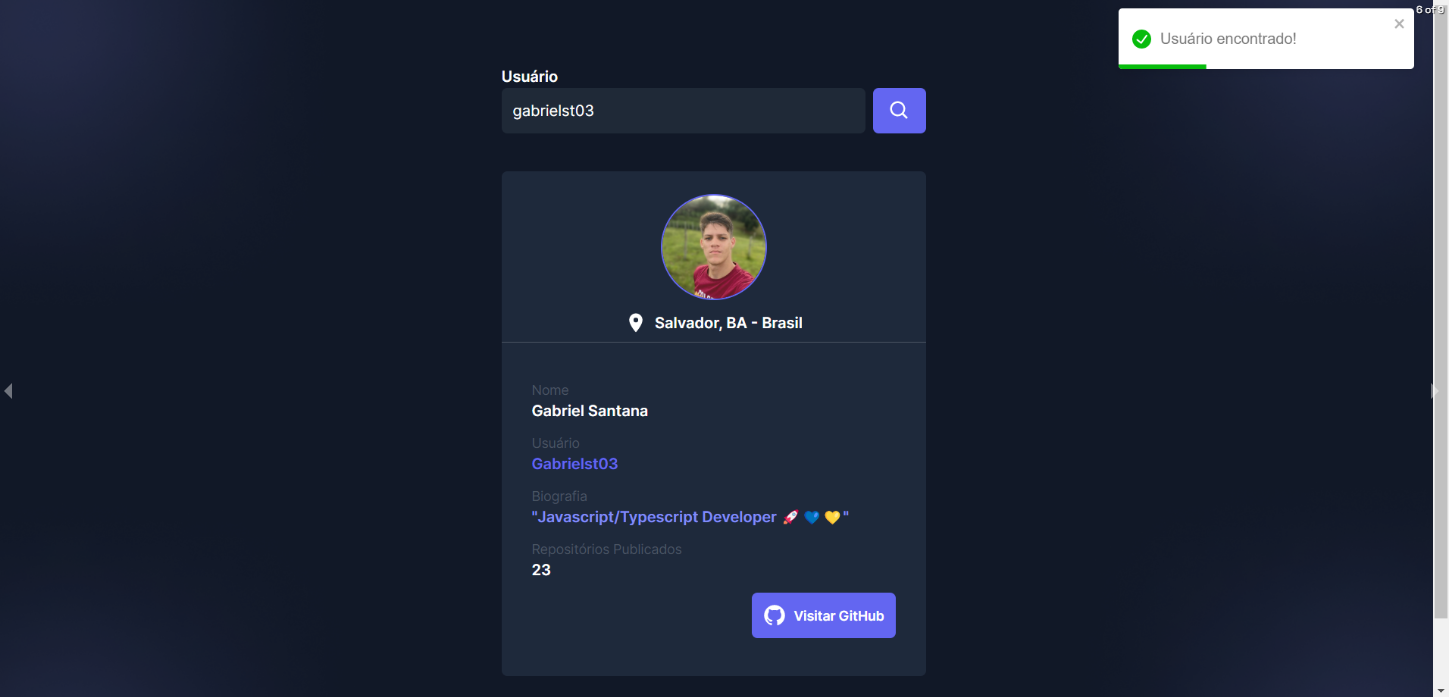 6 of 9
Usuário encontrado!
Usuário
gabrielst03
Salvador, BA - Brasil
Nome
Gabriel Santana
Usuário
Gabrielst03
Biografia
"Javascript/Typescript Developer 🚀 💙 💛 "
Repositórios Publicados
23
Visitar GitHub